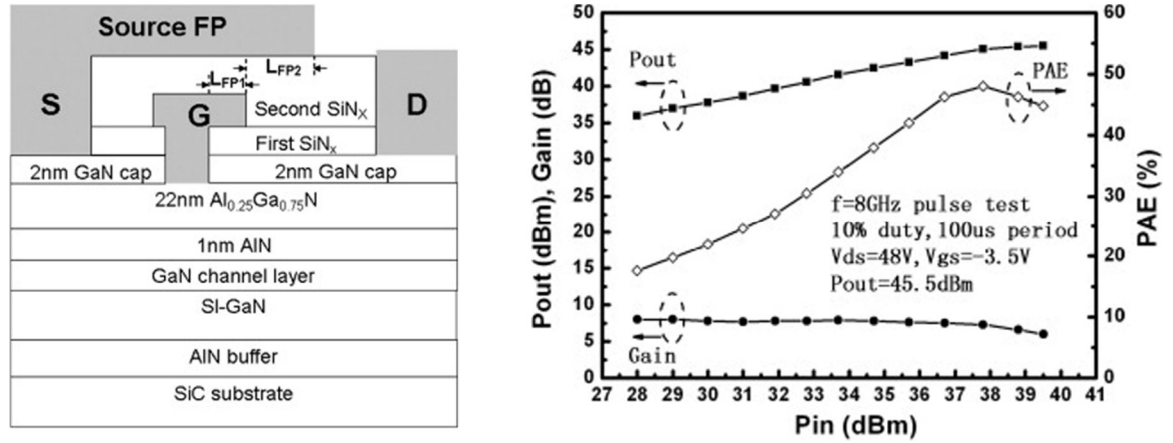 Source FP
L_FP2
L_FP1
S
G
D
Second SiNx
First SiNx
2nm GaN cap
2nm GaN cap
22nm Al0.25Ga0.75N
1nm AlN
GaN channel layer
SI-GaN
AlN buffer
SiC substrate
Pout (dBm), Gain (dB)
50
45
40
35
30
25
20
15
10
5
0
Pout
PAE
f=8GHz pulse test
10% duty,100us period
Vds=48V,Vgs=-3.5V
Pout=45.5dBm
Gain
60
50
40
30
20
10
0
PAE (%)
27 28 29 30 31 32 33 34 35 36 37 38 39 40 41
Pin (dBm)